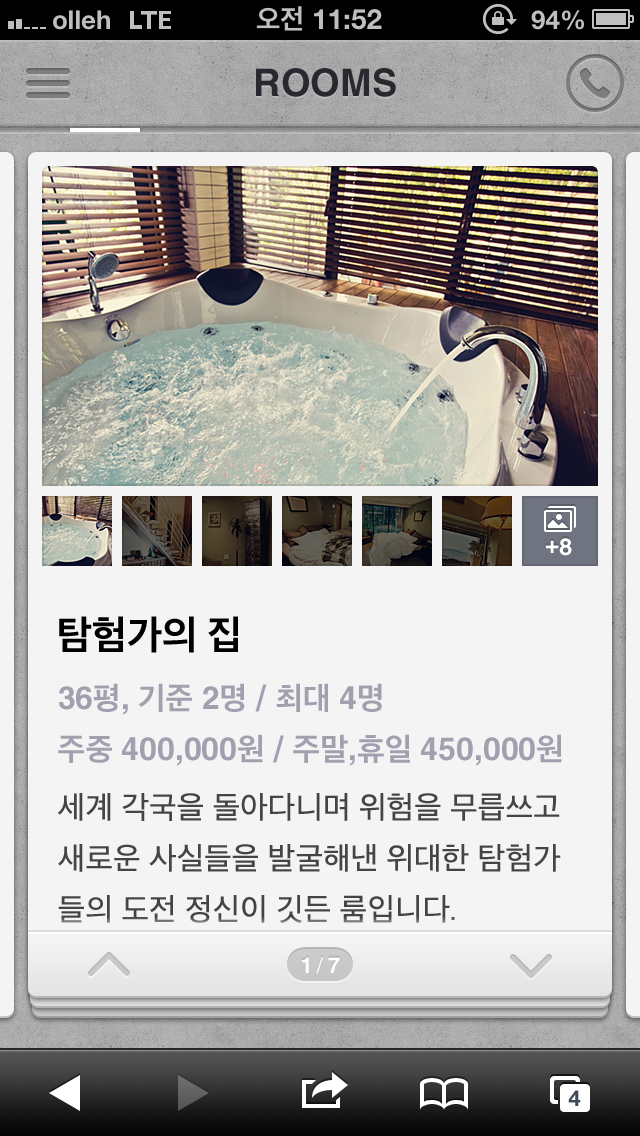 olleh LTE 오전 11:52 94%
ROOMS
+8
탐험가의 집
36평, 기준 2명 / 최대 4명
주중 400,000원 / 주말,휴일 450,000원
세계 각국을 돌아다니며 위험을 무릅쓰고
새로운 사실들을 발굴해낸 위대한 탐험가
들의 도전 정신이 깃든 룸입니다.
1/7
4